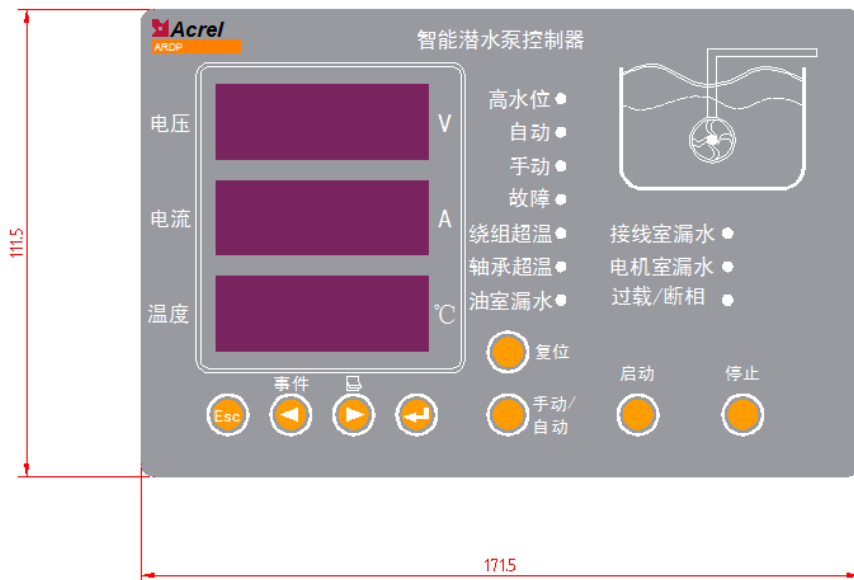 Acrel
ARDP
智能潜水泵控制器
电压
V
电流
A
温度
℃
高水位
自动
手动
故障
绕组超温
轴承超温
油室漏水
接线室漏水
电机室漏水
过载/断相
复位
事件
Esc
手动/
自动
启动
停止
111.5
171.5